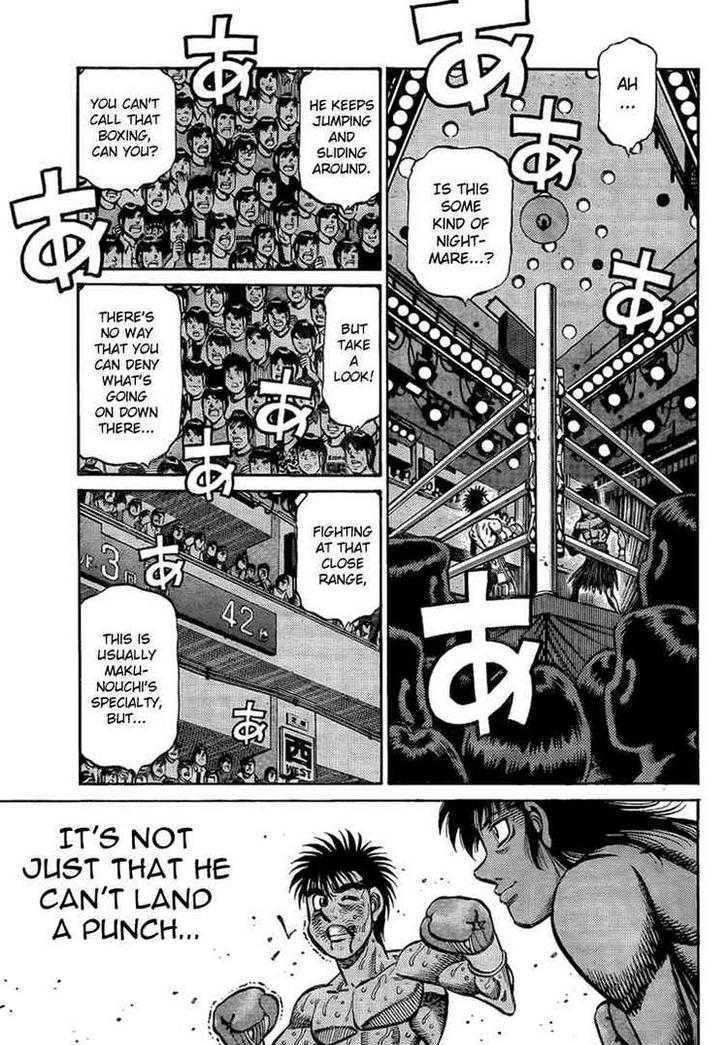 AH
...
IS THIS
SOME
KIND OF
NIGHT-
MARE...?
あ
あ
あ
あ
HE KEEPS
JUMPING
AND
SLIDING
AROUND.
YOU CAN'T
CALL THAT
BOXING,
CAN YOU?
あ
あ
BUT TAKE
A
LOOK!
THERE'S
NO WAY
THAT YOU
CAN DENY
WHAT'S
GOING
ON DOWN
THERE...
あ
あ
FIGHTING
AT THAT
CLOSE
RANGE,
3
42
あ
THIS IS
USUALLY
MAKU-
NOUCHI'S
SPECIALTY,
BUT...
あ
西
WEST
IT'S NOT
JUST THAT HE
CAN'T LAND
A PUNCH...